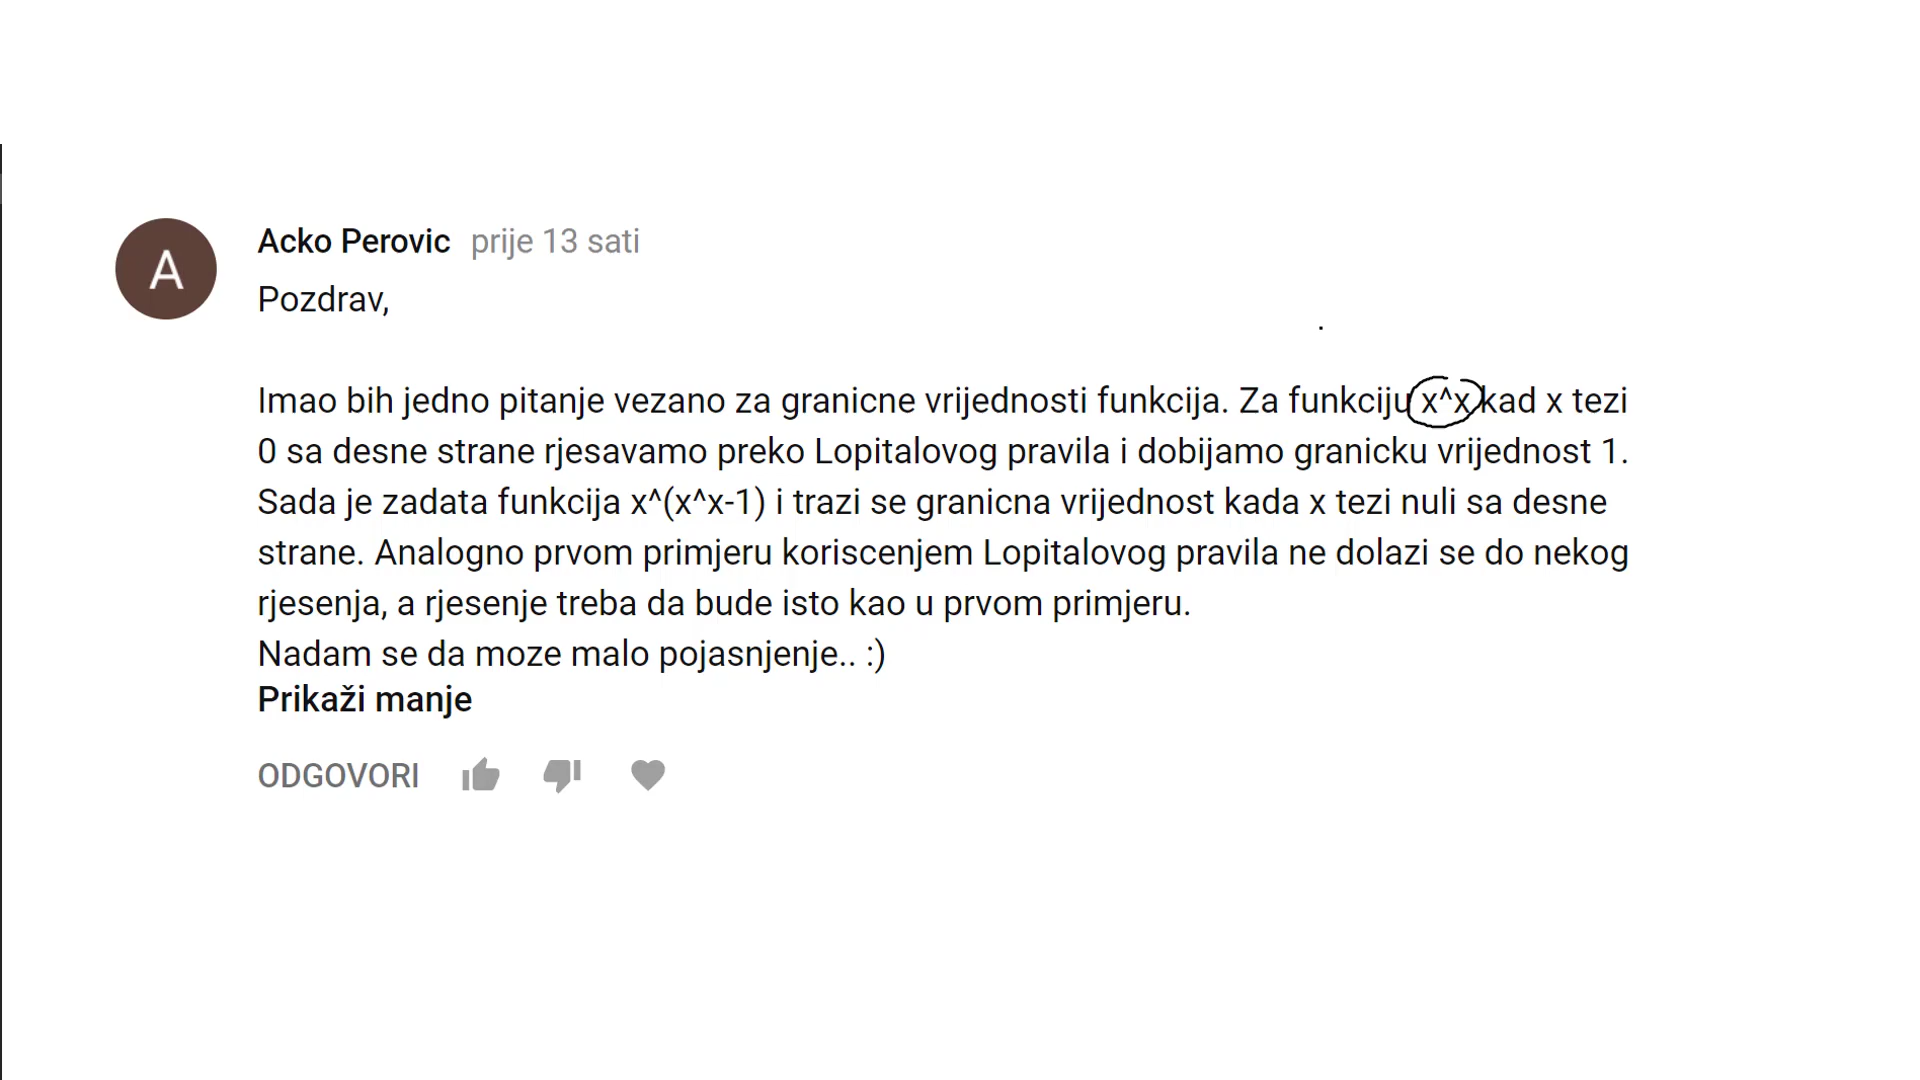 A
Acko Perovic prije 13 sati
Pozdrav,
Imao bih jedno pitanje vezano za granicne vrijednosti funkcija. Za funkciju x^x kad x tezi
0 sa desne strane rjesavamo preko Lopitalovog pravila i dobijamo granicku vrijednost 1.
Sada je zadata funkcija x^(x^x-1) i trazi se granicna vrijednost kada x tezi nuli sa desne
strane. Analogno prvom primjeru koriscenjem Lopitalovog pravila ne dolazi se do nekog
rjesenja, a rjesenje treba da bude isto kao u prvom primjeru.
Nadam se da moze malo pojasnjenje.. :)
Prikaži manje
ODGOVORI